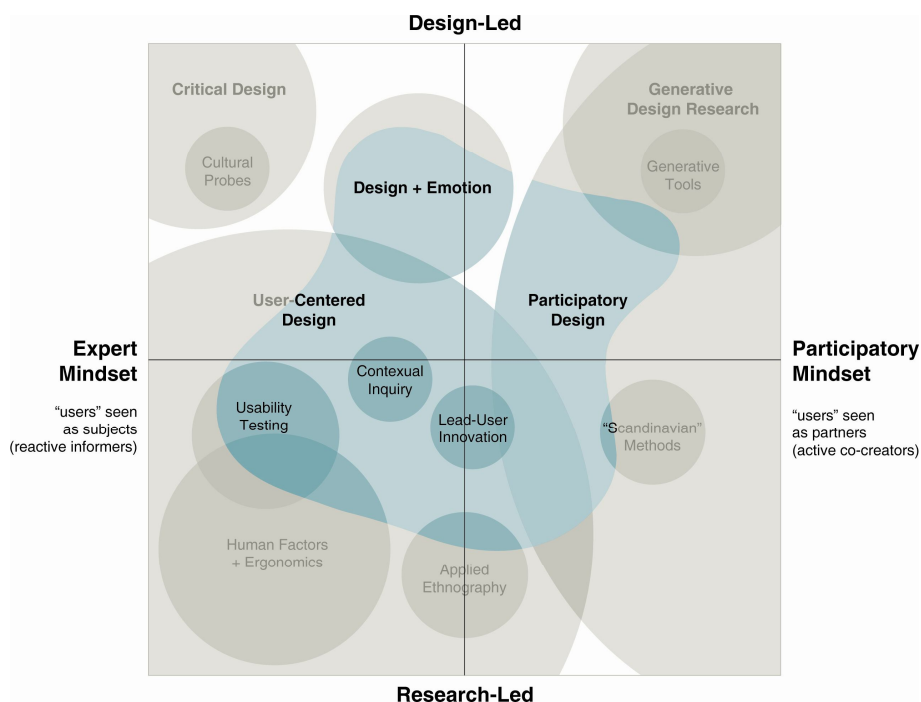 Design-Led
Critical Design
Cultural
Probes
Generative
Design Research
Generative
Tools
Design + Emotion
User-Centered
Design
Participatory
Design
Expert
Mindset
"users" seen
as subjects
(reactive informers)
Participatory
Mindset
"users" seen
as partners
(active co-creators)
Contexual
Inquiry
Usability
Testing
Lead-User
Innovation
"Scandinavian"
Methods
Human Factors
+ Ergonomics
Applied
Ethnography
Research-Led